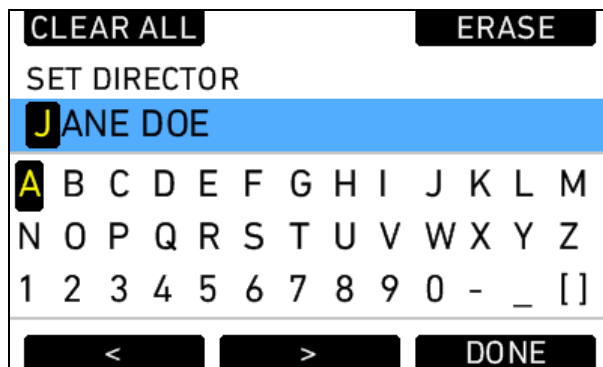 CLEAR ALL ERASE
SET DIRECTOR
JANE DOE
A B C D E F G H I J K L M
N O P Q R S T U V W X Y Z
1 2 3 4 5 6 7 8 9 0 - _ [ ]
< > DONE